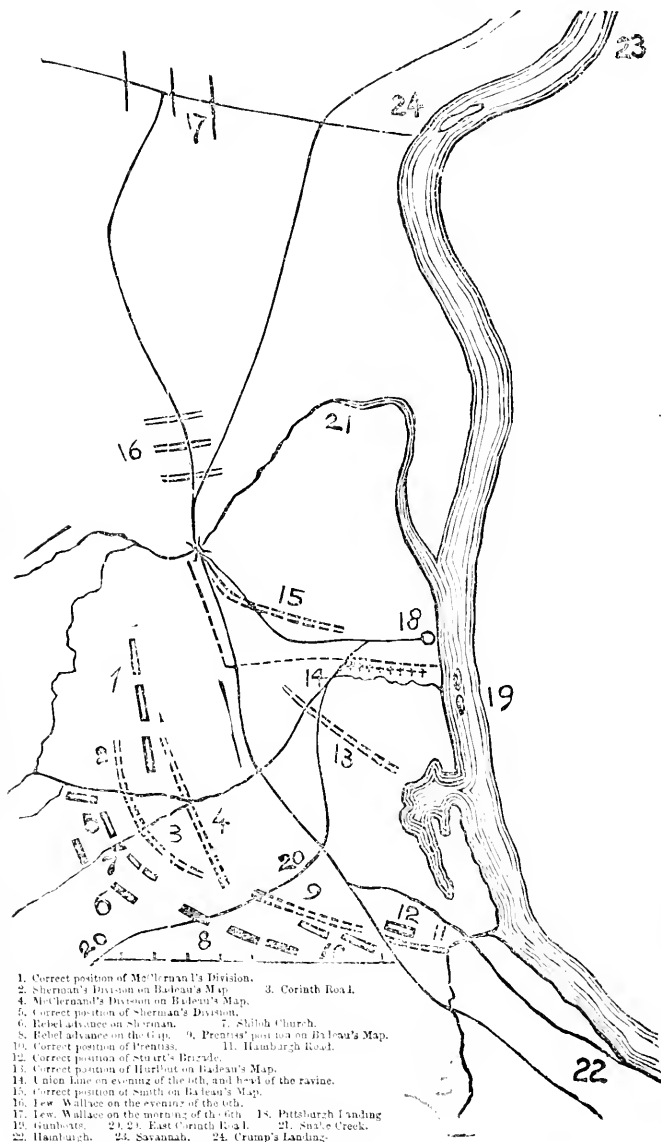 23
24
17
21
16
15
18
14
19
1
13
2
5
3
4
7
20
6
9
12
8
10
11
20
22
1. Correct position of McClernand's Division.
2. Sherman's Division on Badeau's Map. 3. Corinth Road.
4. McClernand's Division on Badeau's Map.
5. Correct position of Sherman's Division.
6. Rebel advance on Sherman. 7. Shiloh Church.
8. Rebel advance on the Gap. 9. Prentiss' position on Badeau's Map.
10. Correct position of Prentiss. 11. Hamburgh Road.
12. Correct position of Stuart's Brigade.
13. Correct position of Hurlbut on Badeau's Map.
14. Union Line on evening of the 6th, and head of the ravine.
15. Correct position of Smith on Badeau's Map.
16. Lew. Wallace on the evening of the 6th.
17. Lew. Wallace on the morning of the 6th 18. Pittsburgh Landing
19. Gunboats. 20. 20. East Corinth Road. 21. Snake Creek.
22. Hamburgh. 23. Savannah. 24. Crump's Landing.